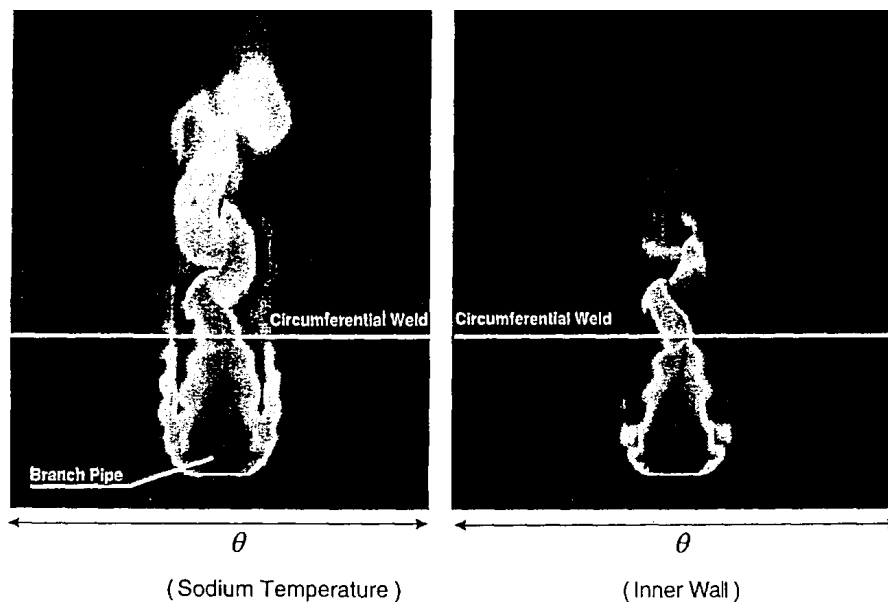 Circumferential Weld
Circumferential Weld
Branch Pipe
θ
θ
( Sodium Temperature )
( Inner Wall )